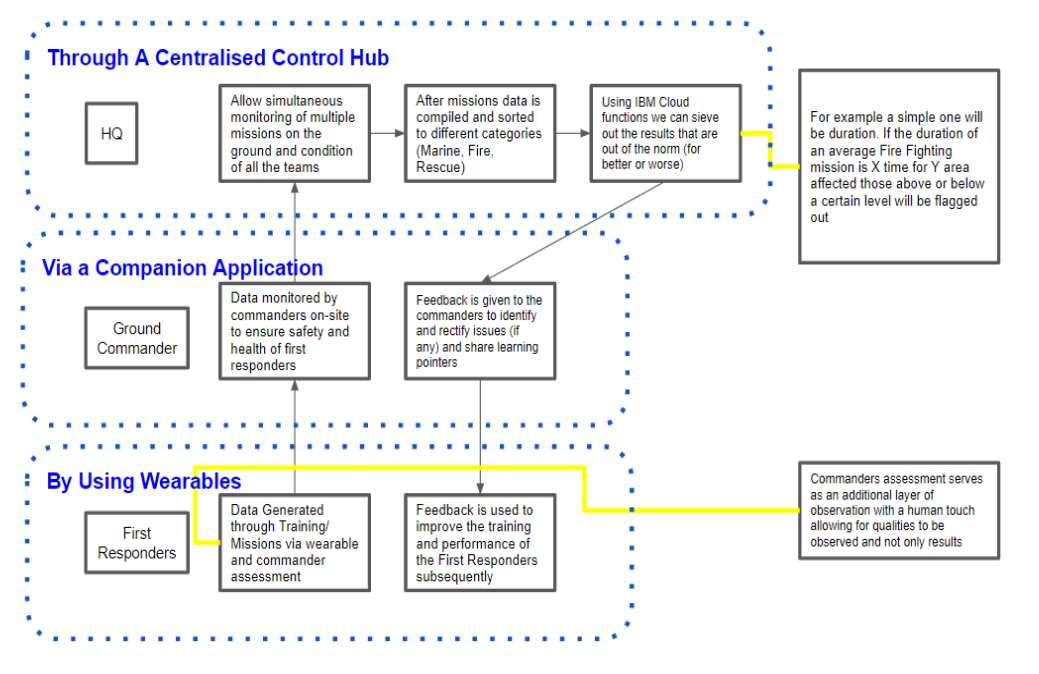 Through A Centralised Control Hub
HQ
Allow simultaneous
monitoring of multiple
missions on the
ground and condition
of all the teams
After missions data is
compiled and sorted
to different categories
(Marine, Fire,
Rescue)
Using IBM Cloud
functions we can sieve
out the results that are
out of the norm (for
better or worse)
For example a simple one will
be duration. If the duration of
an average Fire Fighting
mission is X time for Y area
affected those above or below
a certain level will be flagged
out
Via a Companion Application
Ground
Commander
Data monitored by
commanders on-site
to ensure safety and
health of first
responders
Feedback is given to the
commanders to identify
and rectify issues (if
any) and share learning
pointers
By Using Wearables
First
Responders
Data Generated
through Training/
Missions via wearable
and commander
assessment
Feedback is used to
improve the training
and performance of
the First Responders
subsequently
Commanders assessment serves
as an additional layer of
observation with a human touch
allowing for qualities to be
observed and not only results